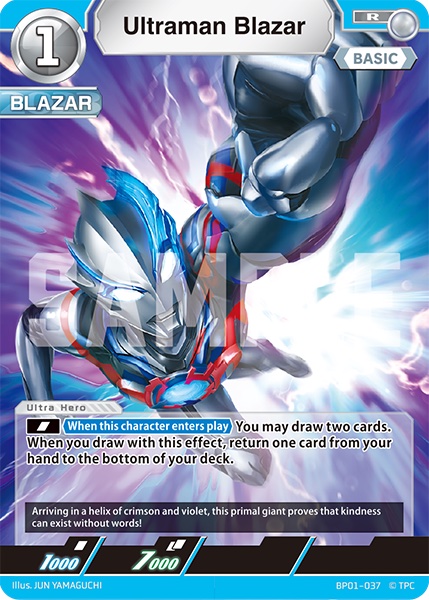 1
Ultraman Blazar
R
BASIC
BLAZAR
SAMPLE
Ultra Hero
When this character enters play You may draw two cards.
When you draw with this effect, return one card from your
hand to the bottom of your deck.
Arriving in a helix of crimson and violet, this primal giant proves that kindness
can exist without words!
1000 7000
Illus. JUN YAMAGUCHI BP01-037 © TPC